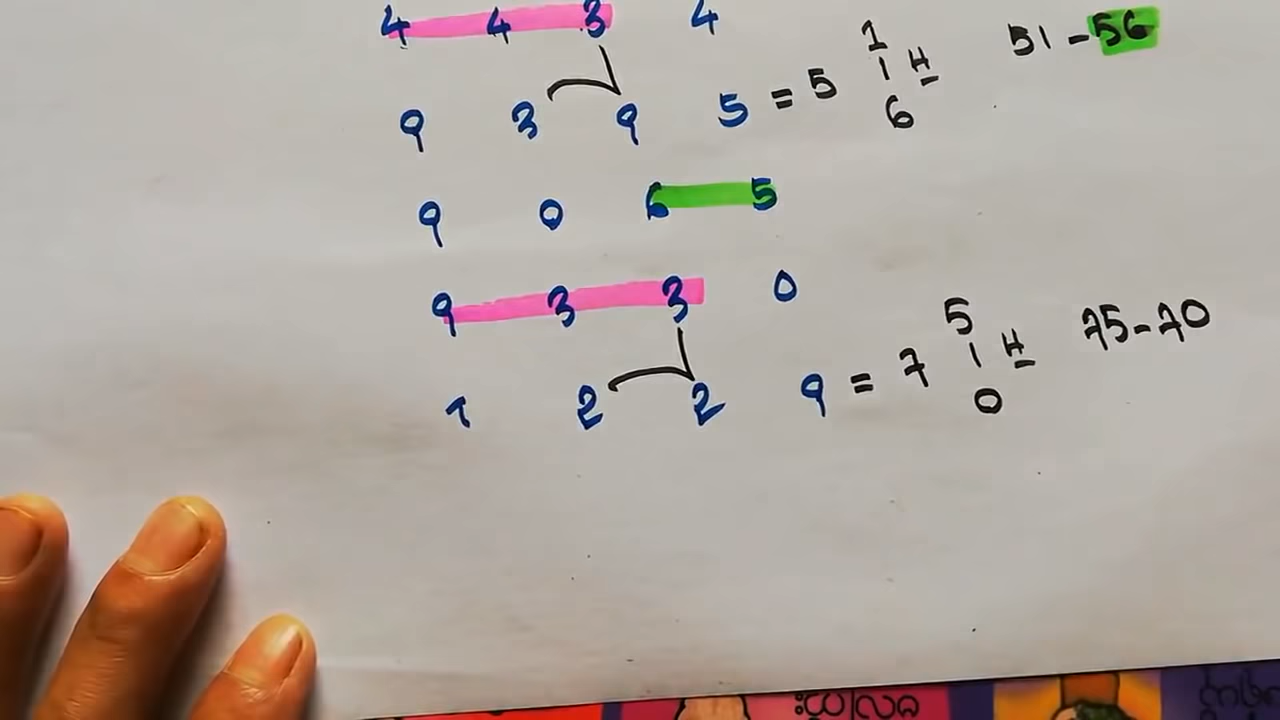 4 4 3 4
9 3 9 5 = 5 1 | 6 H 51 - 56
9 0 6 5
9 3 3 0
1 2 2 9 = 7 5 | 0 H 75 - 70